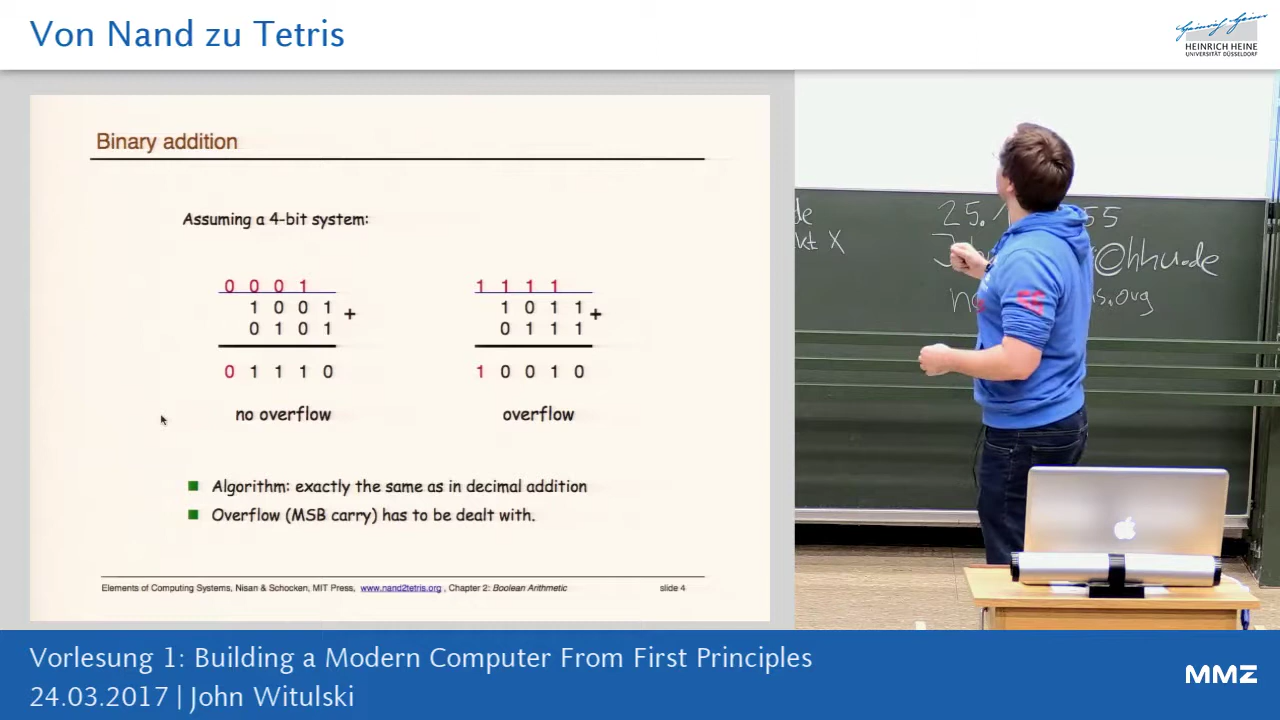 Von Nand zu Tetris
HEINRICH HEINE
UNIVERSITÄT DÜSSELDORF
Binary addition
Assuming a 4-bit system:
0 0 0 1
1 0 0 1 +
0 1 0 1
0 1 1 1 0
no overflow
1 1 1 1
1 0 1 1 +
0 1 1 1
1 0 0 1 0
overflow
Algorithm: exactly the same as in decimal addition
Overflow (MSB carry) has to be dealt with.
Elements of Computing Systems, Nisan & Schocken, MIT Press, www.nand2tetris.org , Chapter 2: Boolean Arithmetic
slide 4
de
X
25.
55
@hhu.de
s.org
Vorlesung 1: Building a Modern Computer From First Principles
24.03.2017 | John Witulski
MMZ